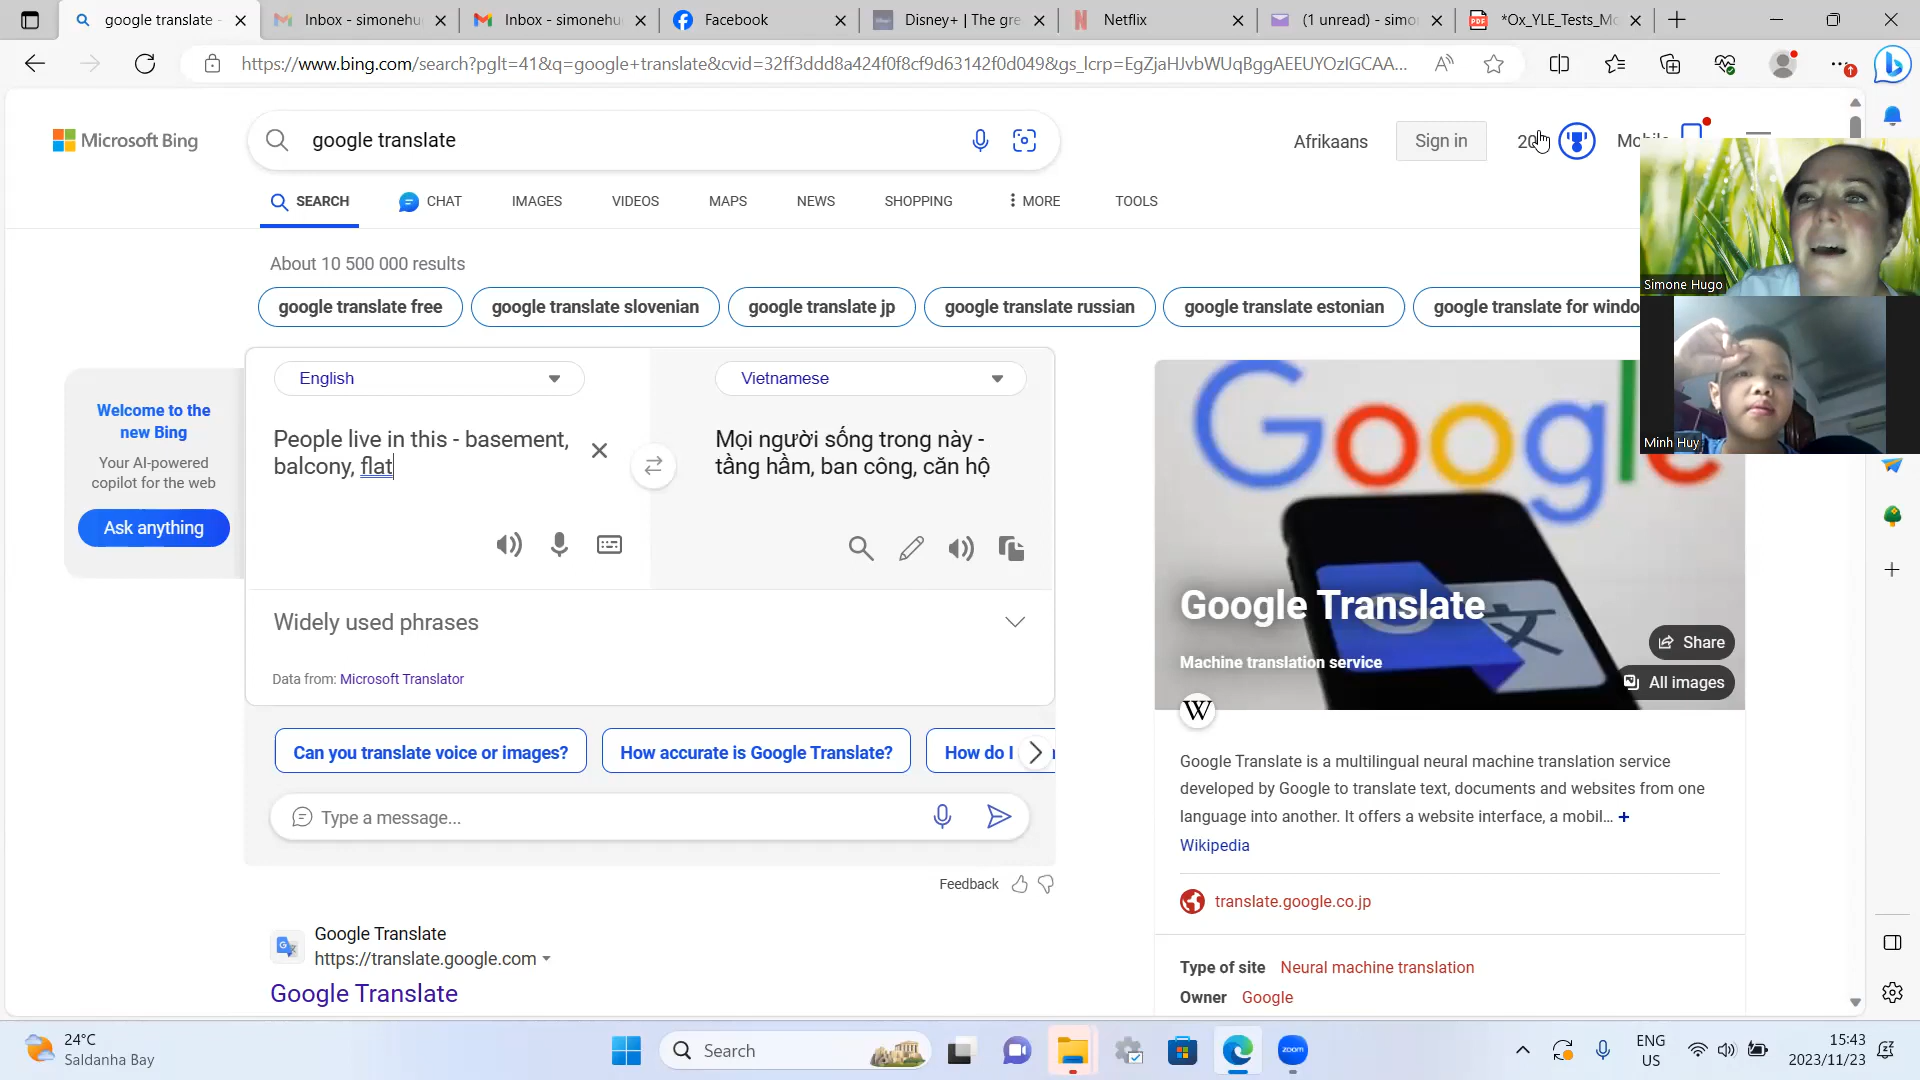 google translate -
Inbox - simonehu
Inbox - simonehu
Facebook
Disney+ | The gre
Netflix
(1 unread) - simo
*Ox_YLE_Tests_Mo
https://www.bing.com/search?pglt=41&q=google+translate&cvid=32ff3ddd8a424f0f8cf9d63142f0d049&gs_lcrp=EgZjaHJvbWUqBggAEEUYOzIGCAA...
Microsoft Bing
google translate
Afrikaans
Sign in
SEARCH
CHAT
IMAGES
VIDEOS
MAPS
NEWS
SHOPPING
MORE
TOOLS
About 10 500 000 results
google translate free
google translate slovenian
google translate jp
google translate russian
google translate estonian
google translate for windo
Simone Hugo
Minh Huy
Welcome to the
new Bing
Your AI-powered
copilot for the web
Ask anything
English
People live in this - basement,
balcony, flat
Vietnamese
Mọi người sống trong này -
tầng hầm, ban công, căn hộ
Widely used phrases
Data from: Microsoft Translator
Can you translate voice or images?
How accurate is Google Translate?
How do I
Type a message...
Feedback
Google Translate
https://translate.google.com
Google Translate
Google
Google Translate
Machine translation service
Share
All images
W
Google Translate is a multilingual neural machine translation service
developed by Google to translate text, documents and websites from one
language into another. It offers a website interface, a mobil... +
Wikipedia
translate.google.co.jp
Type of site Neural machine translation
Owner Google
24°C
Saldanha Bay
Search
zoom
ENG
US
15:43
2023/11/23